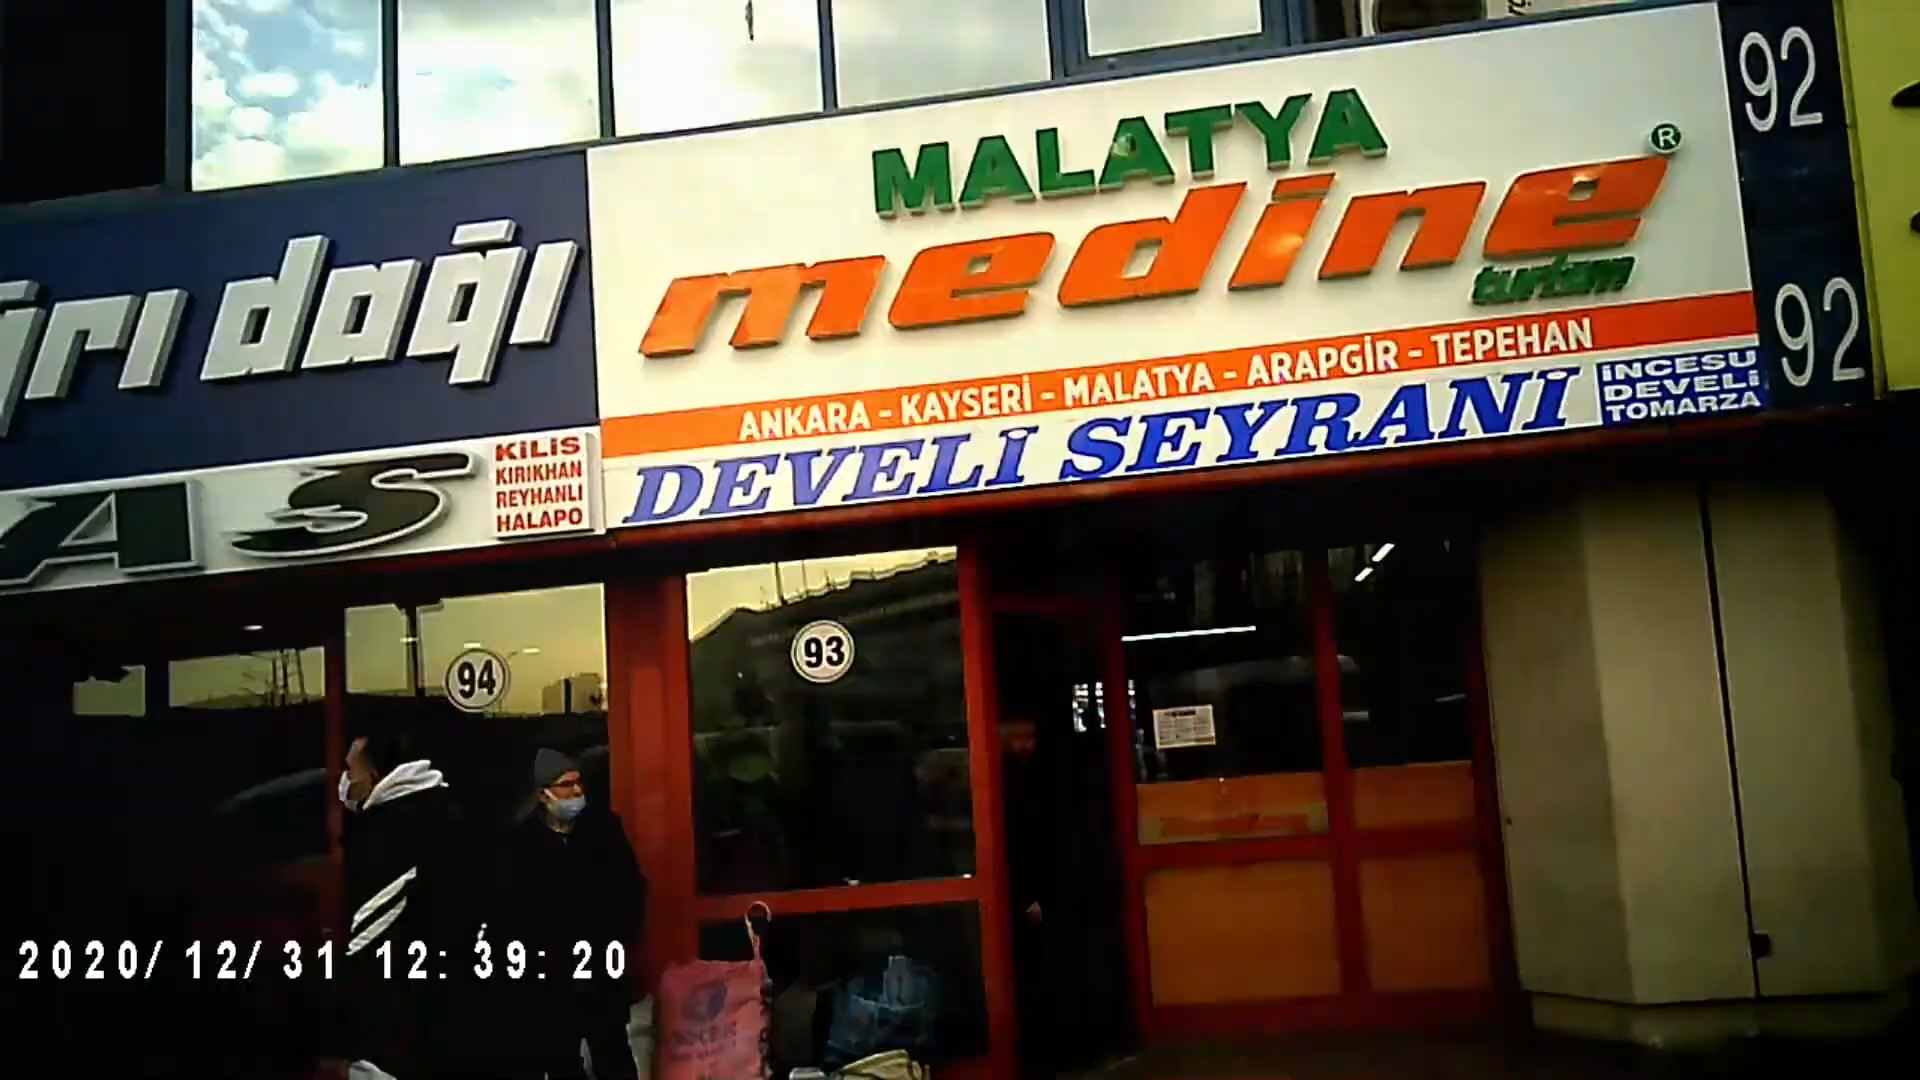 MALATYA
medine®
turizm
ANKARA - KAYSERİ - MALATYA - ARAPGİR - TEPEHAN
DEVELİ SEYRANİ
İNCESU
DEVELİ
TOMARZA
92
92
ğrı dağı
AS
KİLİS
KIRIKHAN
REYHANLI
HALAPO
94
93
2020/12/31 12:39:20